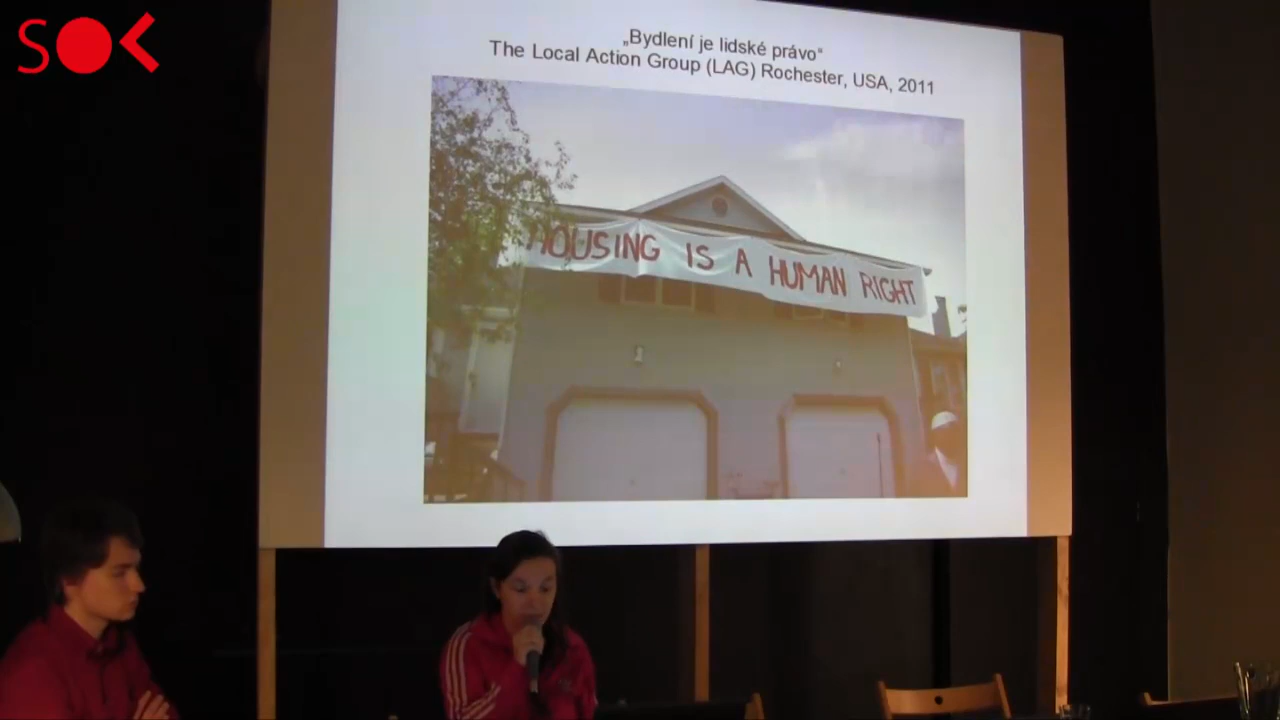 SOK
„Bydlení je lidské právo“
The Local Action Group (LAG) Rochester, USA, 2011
HOUSING IS A HUMAN RIGHT